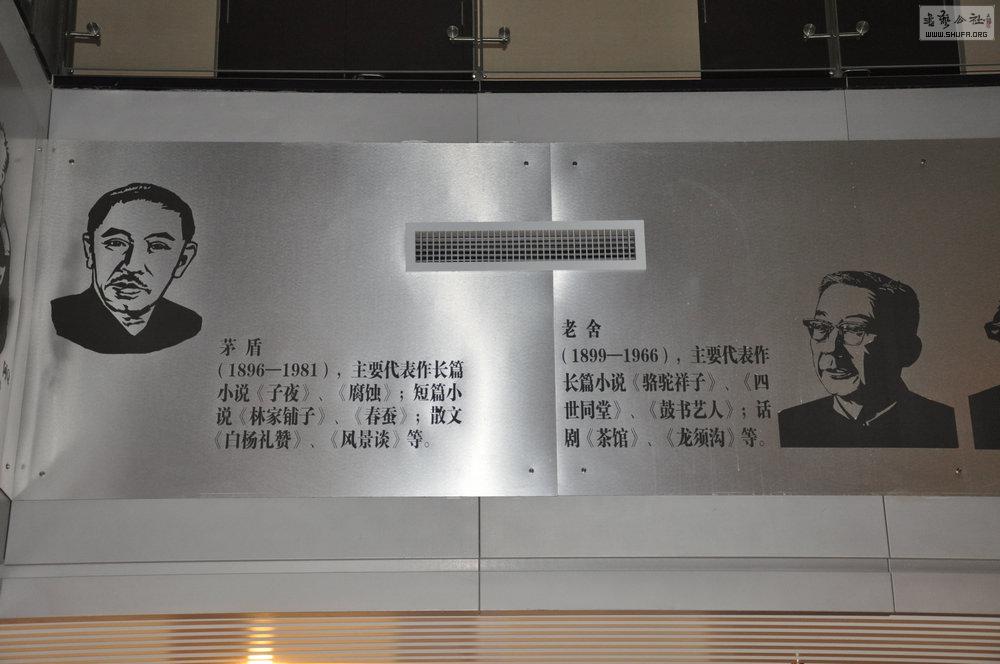 茅盾
(1896—1981)，主要代表作长篇
小说《子夜》、《腐蚀》；短篇小
说《林家铺子》、《春蚕》；散文
《白杨礼赞》、《风景谈》等。
老舍
(1899—1966)，主要代表作
长篇小说《骆驼祥子》、《四
世同堂》、《鼓书艺人》；话
剧《茶馆》、《龙须沟》等。
书艺公社
WWW.SHUFA.ORG